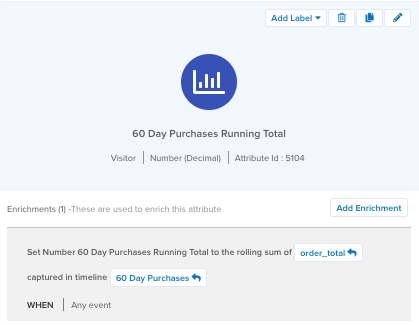 Add Label
60 Day Purchases Running Total
Visitor | Number (Decimal) | Attribute Id : 5104
Enrichments (1) -These are used to enrich this attribute
Add Enrichment
Set Number 60 Day Purchases Running Total to the rolling sum of order_total
captured in timeline 60 Day Purchases
WHEN | Any event